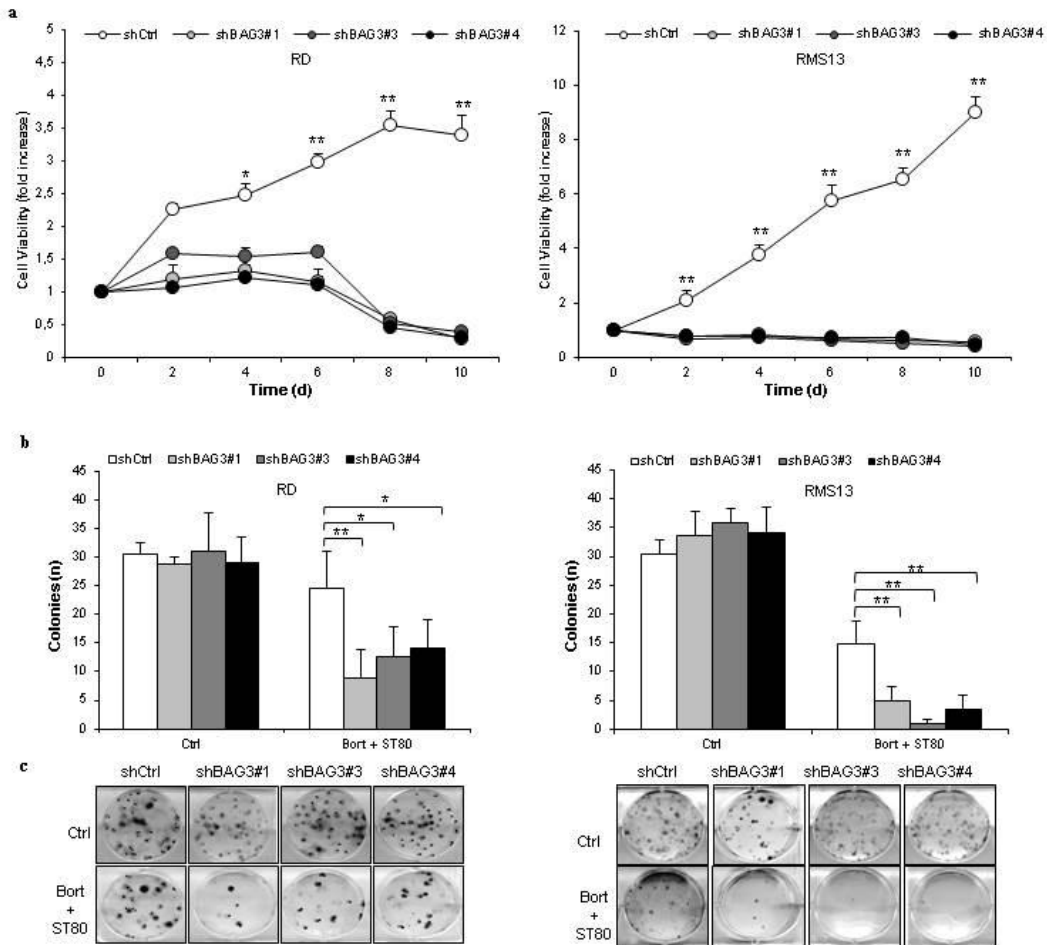 a
shCtrl shBAG3#1 shBAG3#3 shBAG3#4
RD
Cell Viability (fold increase)
5
4,5
4
3,5
3
2,5
2
1,5
1
0,5
0
* ** ** **
0 2 4 6 8 10
Time (d)
shCtrl shBAG3#1 shBAG3#3 shBAG3#4
RMS13
Cell Viability (fold increase)
12
10
8
6
4
2
0
** ** ** ** **
0 2 4 6 8 10
Time (d)
b
shCtrl shBAG3#1 shBAG3#3 shBAG3#4
RD
Colonies (n)
45
40
35
30
25
20
15
10
5
0
*
*
**
Ctrl Bort + ST80
shCtrl shBAG3#1 shBAG3#3 shBAG3#4
RMS13
Colonies (n)
45
40
35
30
25
20
15
10
5
0
**
**
**
Ctrl Bort + ST80
c
shCtrl shBAG3#1 shBAG3#3 shBAG3#4
Ctrl
Bort
+
ST80
shCtrl shBAG3#1 shBAG3#3 shBAG3#4
Ctrl
Bort
+
ST80